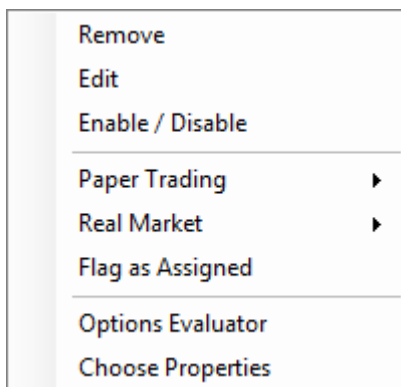 Remove
Edit
Enable / Disable
Paper Trading
Real Market
Flag as Assigned
Options Evaluator
Choose Properties